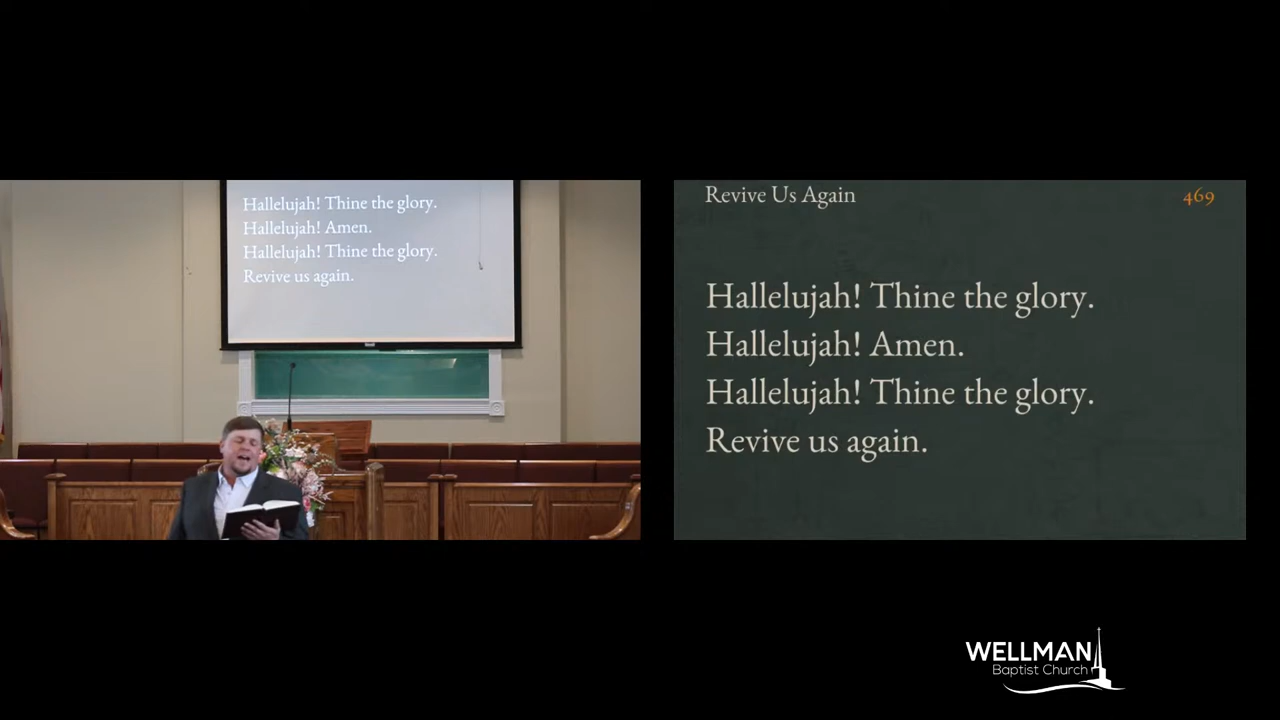 Hallelujah! Thine the glory.
Hallelujah! Amen.
Hallelujah! Thine the glory.
Revive us again.
Revive Us Again
469
Hallelujah! Thine the glory.
Hallelujah! Amen.
Hallelujah! Thine the glory.
Revive us again.
WELLMAN
Baptist Church